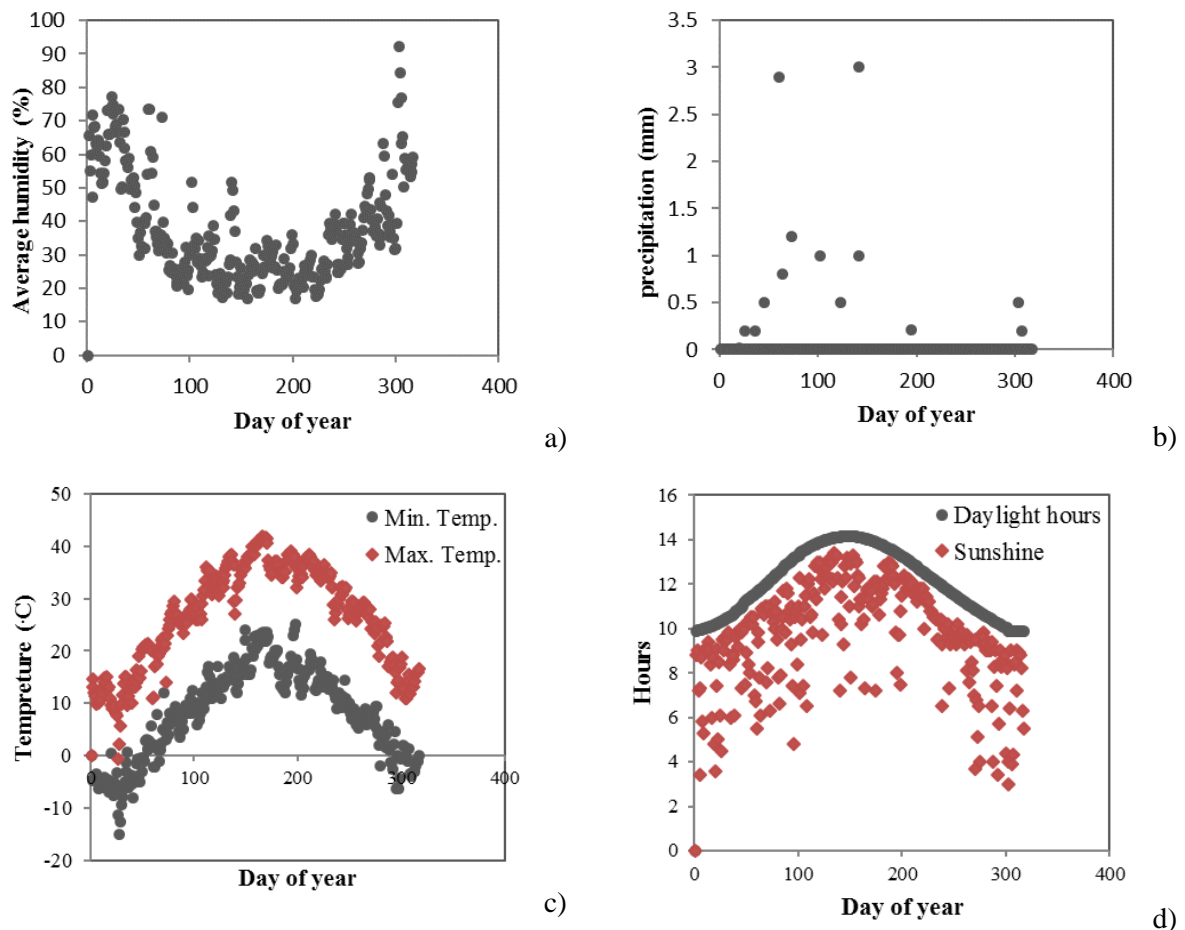 100
90
80
70
60
50
40
30
20
10
0
0 100 200 300 400
Average humidity (%)
Day of year
a)
3.5
3
2.5
2
1.5
1
0.5
0
0 100 200 300 400
precipitation (mm)
Day of year
b)
50
40
30
20
10
0
-10
-20
0 100 200 300 400
Tempreture (·C)
Min. Temp.
Max. Temp.
Day of year
c)
16
14
12
10
8
6
4
2
0
0 100 200 300 400
Hours
Daylight hours
Sunshine
Day of year
d)